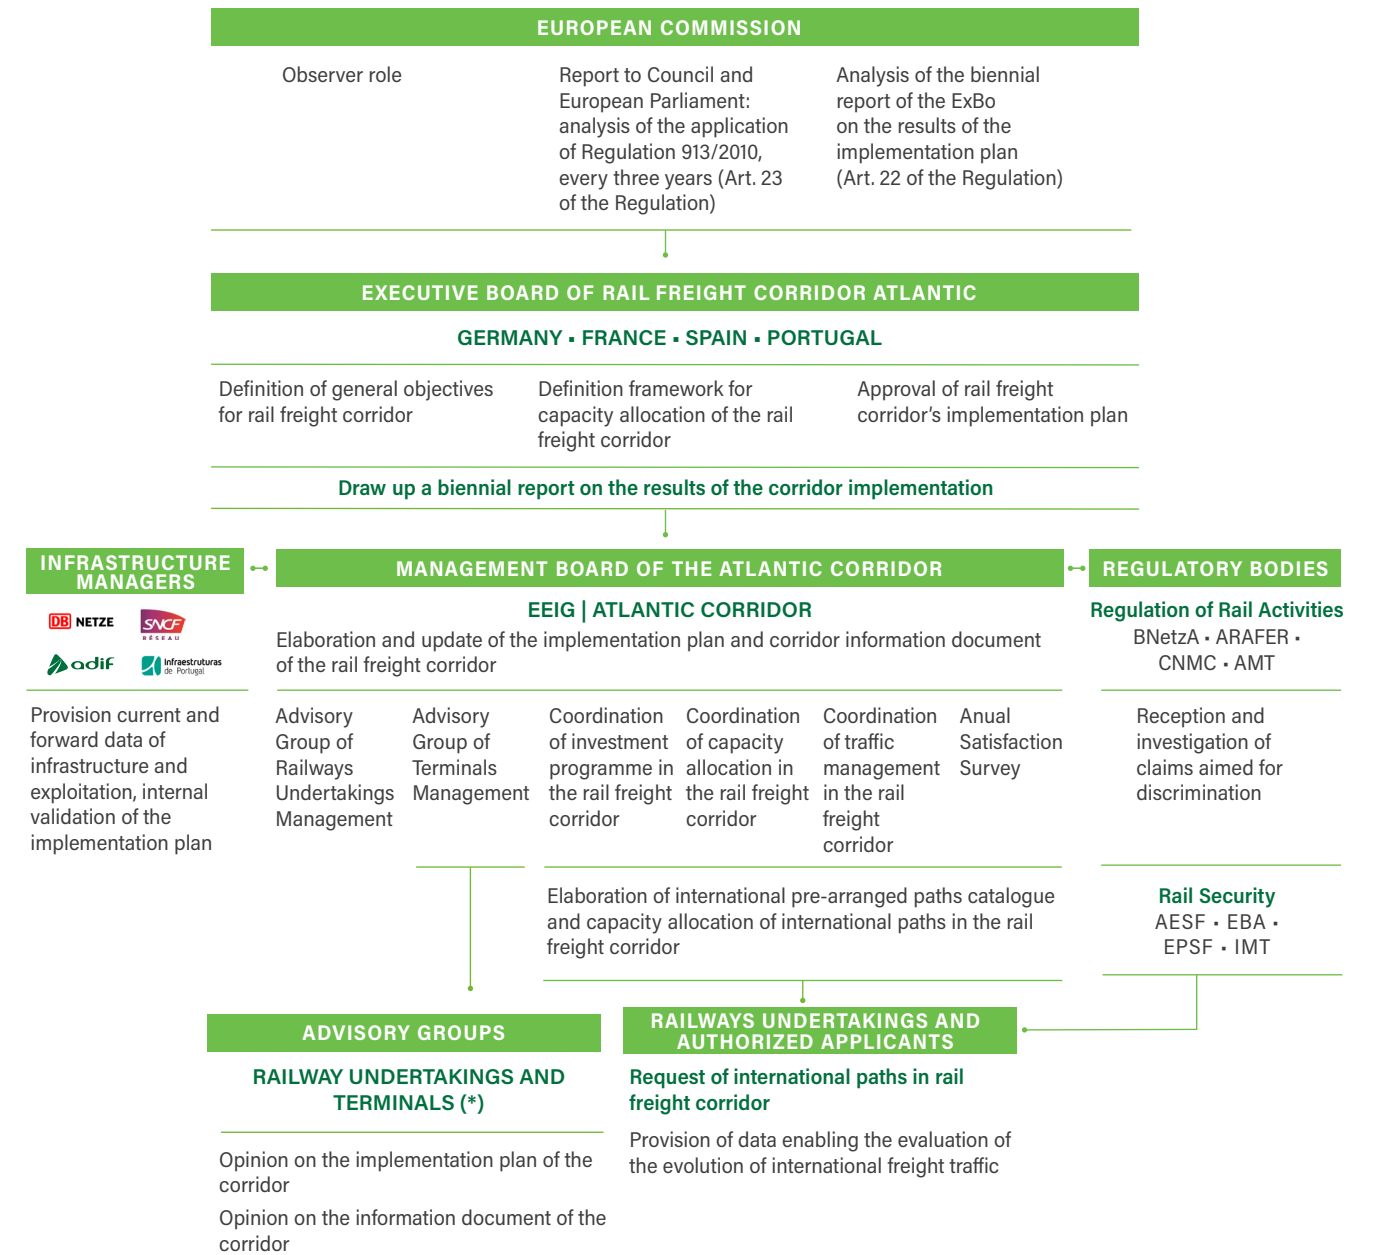 EUROPEAN COMMISSION
Observer role
Report to Council and
European Parliament:
analysis of the application
of Regulation 913/2010,
every three years (Art. 23
of the Regulation)
Analysis of the biennial
report of the ExBo
on the results of the
implementation plan
(Art. 22 of the Regulation)
EXECUTIVE BOARD OF RAIL FREIGHT CORRIDOR ATLANTIC
GERMANY ▪ FRANCE ▪ SPAIN ▪ PORTUGAL
Definition of general objectives
for rail freight corridor
Definition framework for
capacity allocation of the rail
freight corridor
Approval of rail freight
corridor’s implementation plan
Draw up a biennial report on the results of the corridor implementation
INFRASTRUCTURE
MANAGERS
DB NETZE
SNCF
RÉSEAU
adif
Infraestruturas
de Portugal
Provision current and
forward data of
infrastructure and
exploitation, internal
validation of the
implementation plan
MANAGEMENT BOARD OF THE ATLANTIC CORRIDOR
EEIG | ATLANTIC CORRIDOR
Elaboration and update of the implementation plan and corridor information document
of the rail freight corridor
Advisory
Group of
Railways
Undertakings
Management
Advisory
Group of
Terminals
Management
Coordination
of investment
programme in
the rail freight
corridor
Coordination
of capacity
allocation in
the rail freight
corridor
Coordination
of traffic
management
in the rail
freight
corridor
Anual
Satisfaction
Survey
Elaboration of international pre-arranged paths catalogue
and capacity allocation of international paths in the rail
freight corridor
REGULATORY BODIES
Regulation of Rail Activities
BNetzA ▪ ARAFER ▪
CNMC ▪ AMT
Reception and
investigation of
claims aimed for
discrimination
Rail Security
AESF ▪ EBA ▪
EPSF ▪ IMT
ADVISORY GROUPS
RAILWAY UNDERTAKINGS AND
TERMINALS (*)
Opinion on the implementation plan of the
corridor
Opinion on the information document of the
corridor
RAILWAYS UNDERTAKINGS AND
AUTHORIZED APPLICANTS
Request of international paths in rail
freight corridor
Provision of data enabling the evaluation of
the evolution of international freight traffic